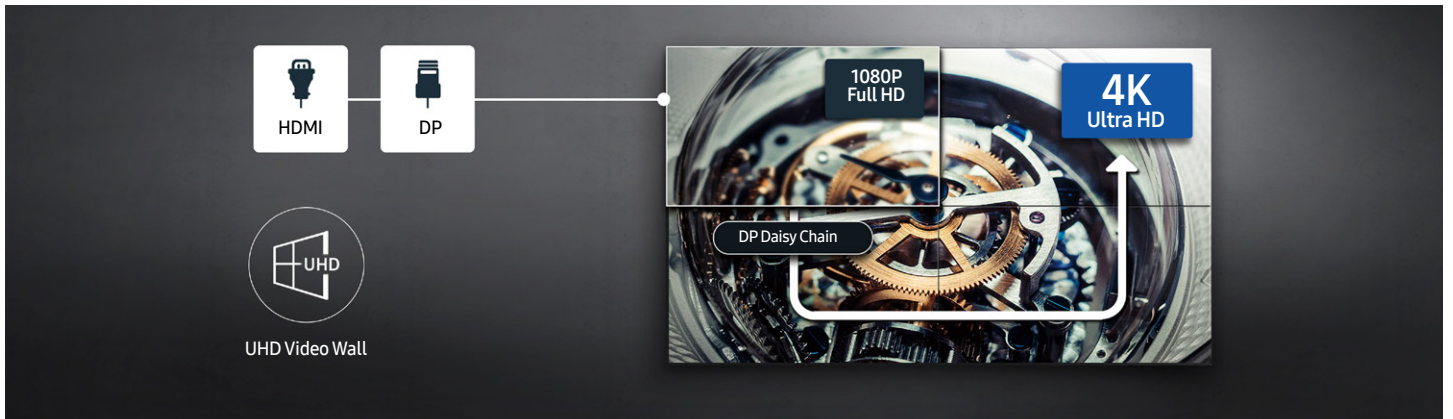 HDMI
DP
1080P
Full HD
4K
Ultra HD
DP Daisy Chain
UHD
UHD Video Wall